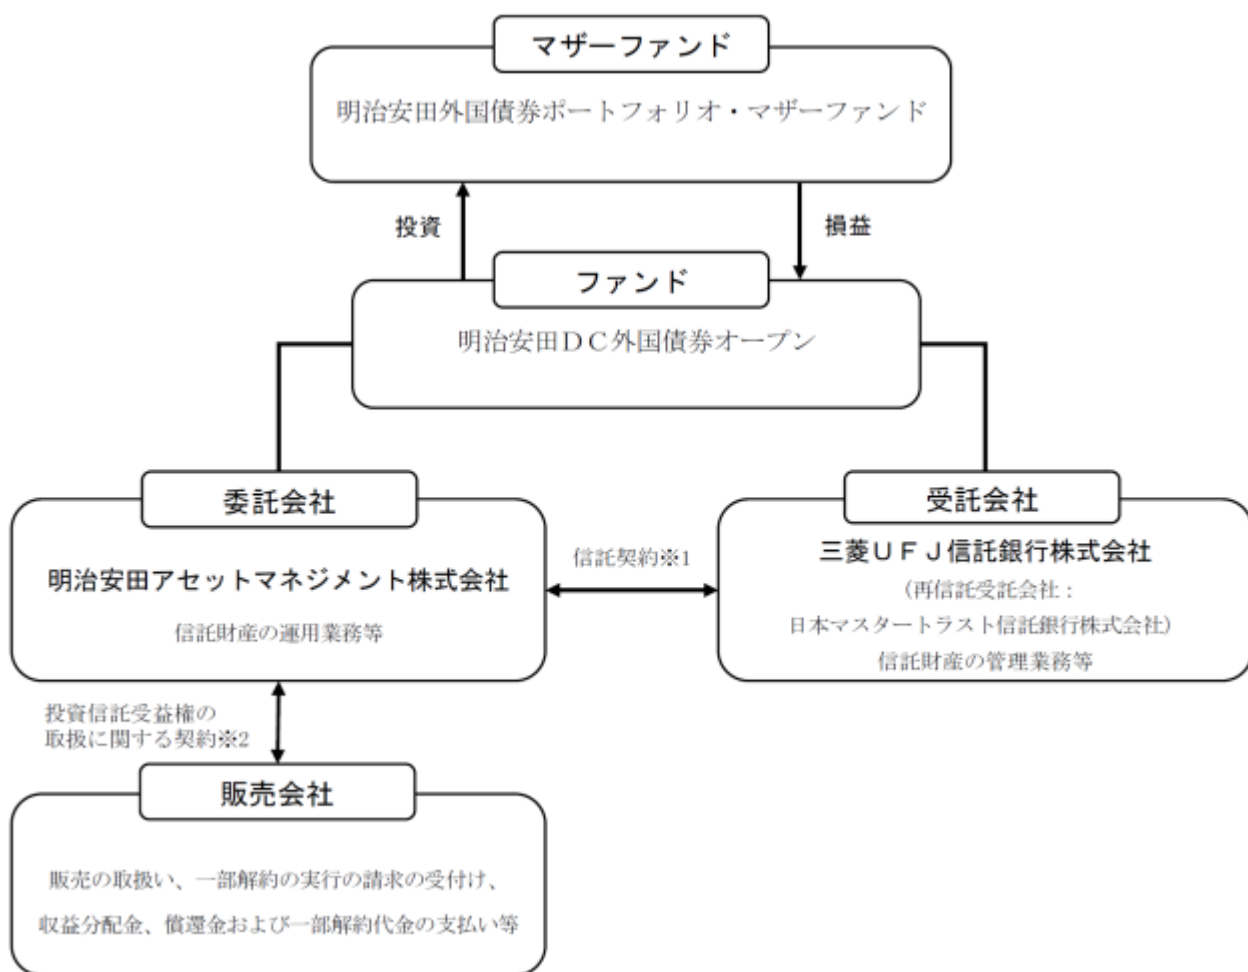 マザーファンド
明治安田外国債券ポートフォリオ・マザーファンド
投資
損益
ファンド
明治安田ＤＣ外国債券オープン
委託会社
明治安田アセットマネジメント株式会社
信託財産の運用業務等
信託契約※1
受託会社
三菱ＵＦＪ信託銀行株式会社
（再信託受託会社：
日本マスタートラスト信託銀行株式会社）
信託財産の管理業務等
投資信託受益権の
取扱に関する契約※2
販売会社
販売の取扱い、一部解約の実行の請求の受付け、
収益分配金、償還金および一部解約代金の支払い等